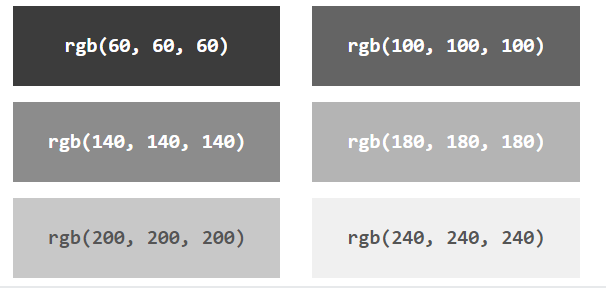 rgb(60, 60, 60)
rgb(100, 100, 100)
rgb(140, 140, 140)
rgb(180, 180, 180)
rgb(200, 200, 200)
rgb(240, 240, 240)